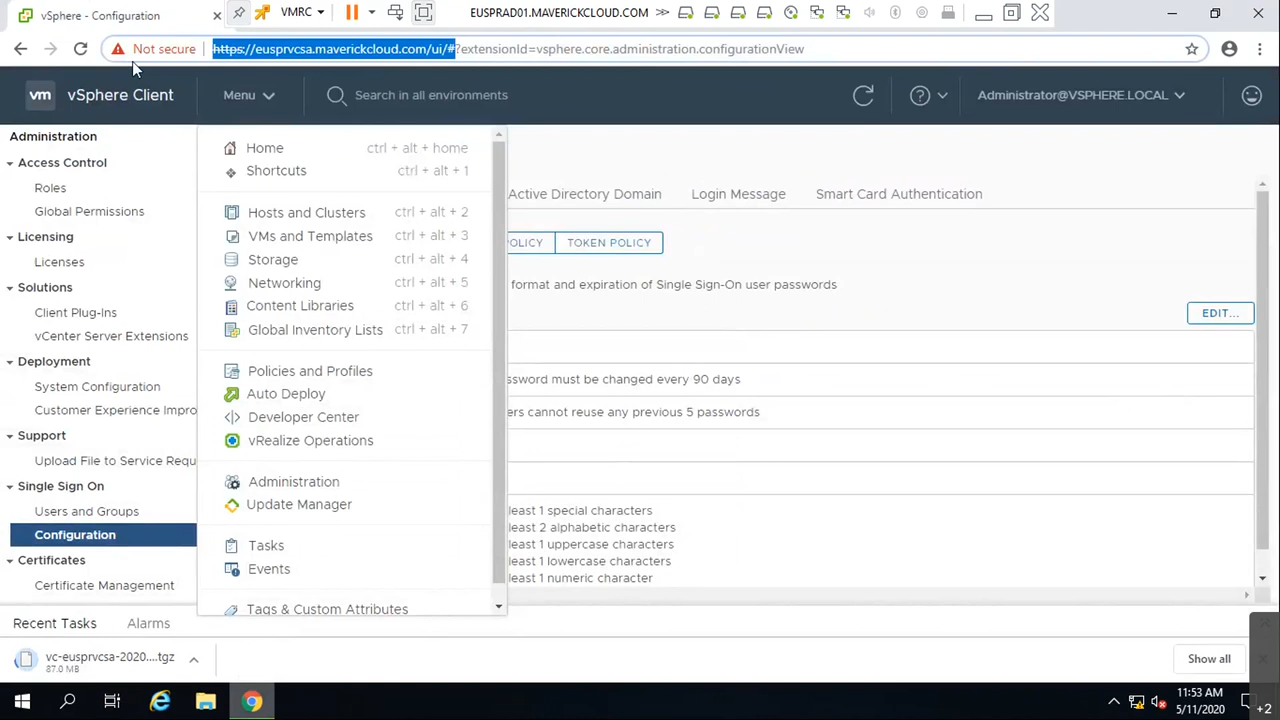 vSphere - Configuration
VMRC
EUSPRAD01.MAVERICKCLOUD.COM
Not secure
https://eusprvcsa.maverickcloud.com/ui/#?extensionId=vsphere.core.administration.configurationView
vm
vSphere Client
Menu
Search in all environments
Administrator@VSPHERE.LOCAL
Administration
Access Control
Roles
Global Permissions
Licensing
Licenses
Solutions
Client Plug-Ins
vCenter Server Extensions
Deployment
System Configuration
Customer Experience Impro
Support
Upload File to Service Requ
Single Sign On
Users and Groups
Configuration
Certificates
Certificate Management
Home ctrl + alt + home
Shortcuts ctrl + alt + 1
Hosts and Clusters ctrl + alt + 2
VMs and Templates ctrl + alt + 3
Storage ctrl + alt + 4
Networking ctrl + alt + 5
Content Libraries ctrl + alt + 6
Global Inventory Lists ctrl + alt + 7
Policies and Profiles
Auto Deploy
Developer Center
vRealize Operations
Administration
Update Manager
Tasks
Events
Tags & Custom Attributes
Active Directory Domain Login Message Smart Card Authentication
OLICY TOKEN POLICY
format and expiration of Single Sign-On user passwords
EDIT...
ssword must be changed every 90 days
ers cannot reuse any previous 5 passwords
least 1 special characters
least 2 alphabetic characters
least 1 uppercase characters
least 1 lowercase characters
least 1 numeric character
Recent Tasks Alarms
vc-eusprvcsa-2020....tgz
87.0 MB
Show all
11:53 AM
5/11/2020
+2